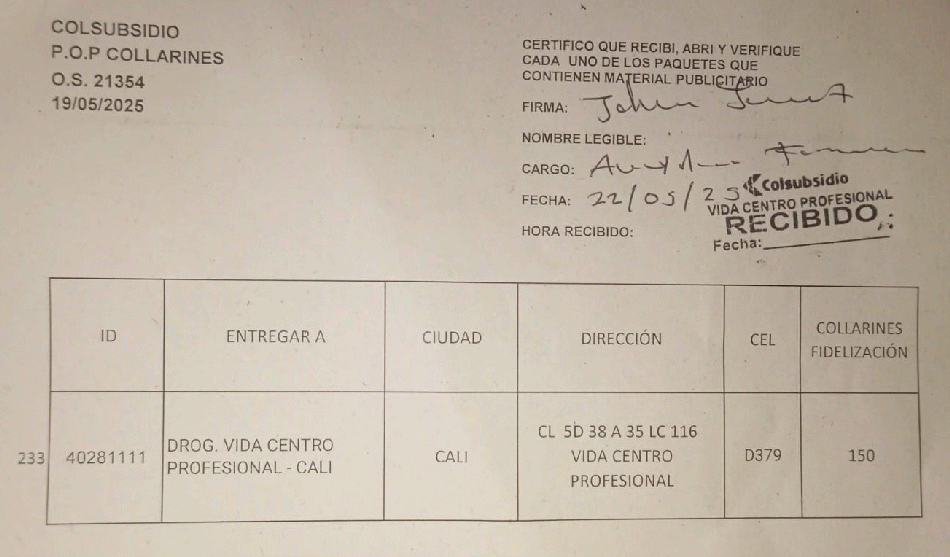 COLSUBSIDIO
P.O.P COLLARINES
O.S. 21354
19/05/2025
CERTIFICO QUE RECIBI, ABRI Y VERIFIQUE
CADA UNO DE LOS PAQUETES QUE
CONTIENEN MATERIAL PUBLICITARIO
FIRMA:
NOMBRE LEGIBLE:
CARGO:
FECHA: 22/05/25
HORA RECIBIDO:
Colsubsidio
VIDA CENTRO PROFESIONAL
RECIBIDO
Fecha:
ID ENTREGAR A CIUDAD DIRECCIÓN CEL COLLARINES
FIDELIZACIÓN
233 40281111 DROG. VIDA CENTRO
PROFESIONAL - CALI
CALI
CL 5D 38 A 35 LC 116
VIDA CENTRO
PROFESIONAL
D379
150